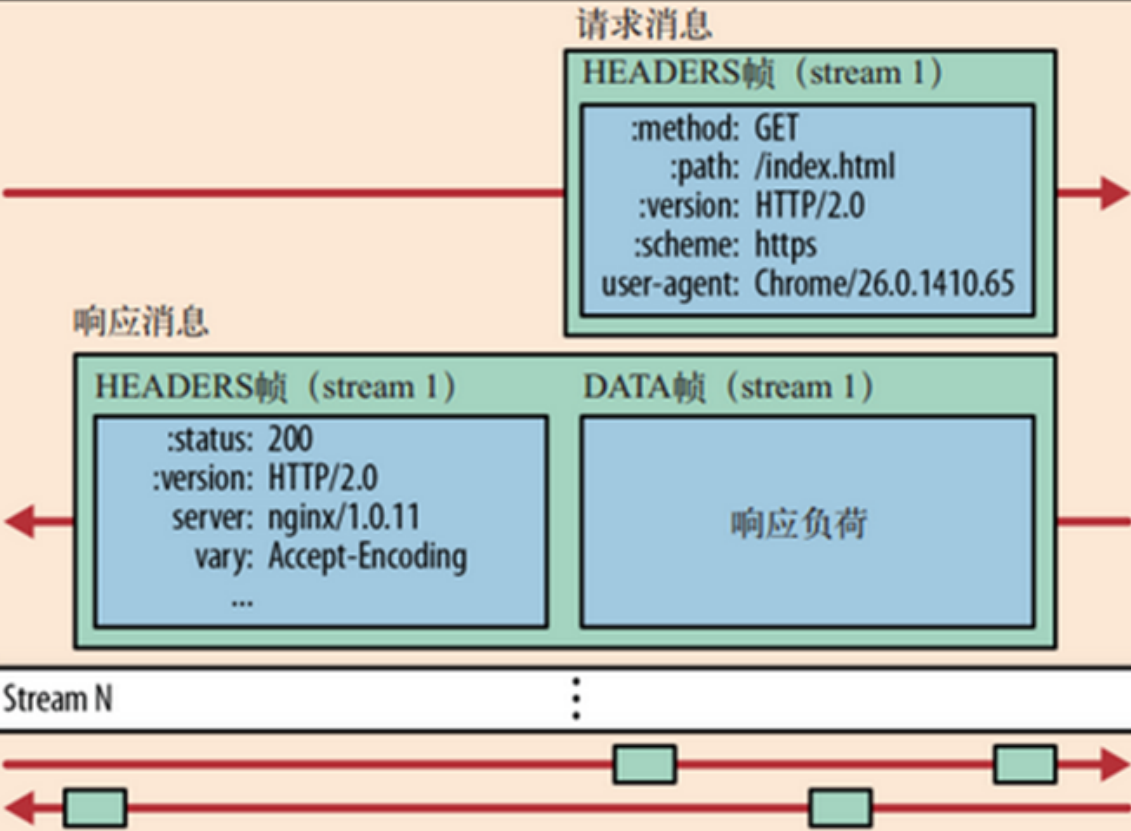 请求消息
HEADERS帧（stream 1）
:method: GET
:path: /index.html
:version: HTTP/2.0
:scheme: https
user-agent: Chrome/26.0.1410.65
响应消息
HEADERS帧（stream 1）
:status: 200
:version: HTTP/2.0
server: nginx/1.0.11
vary: Accept-Encoding
...
DATA帧（stream 1）
响应负荷
Stream N